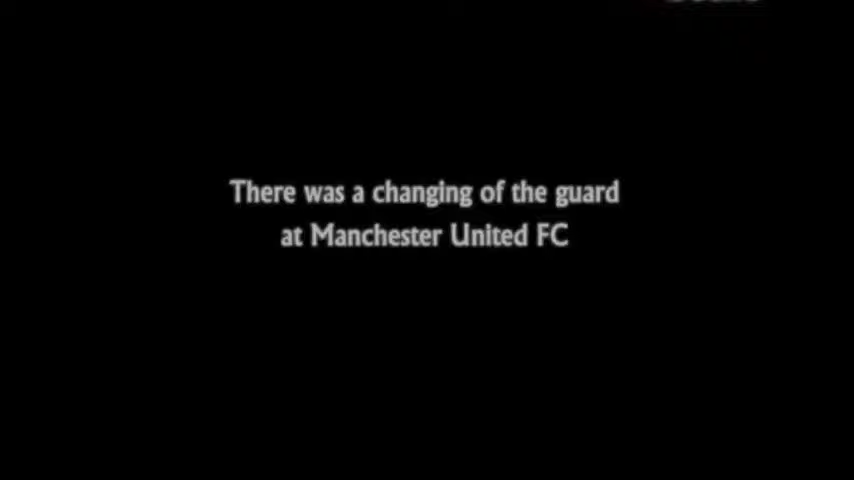 There was a changing of the guard
at Manchester United FC